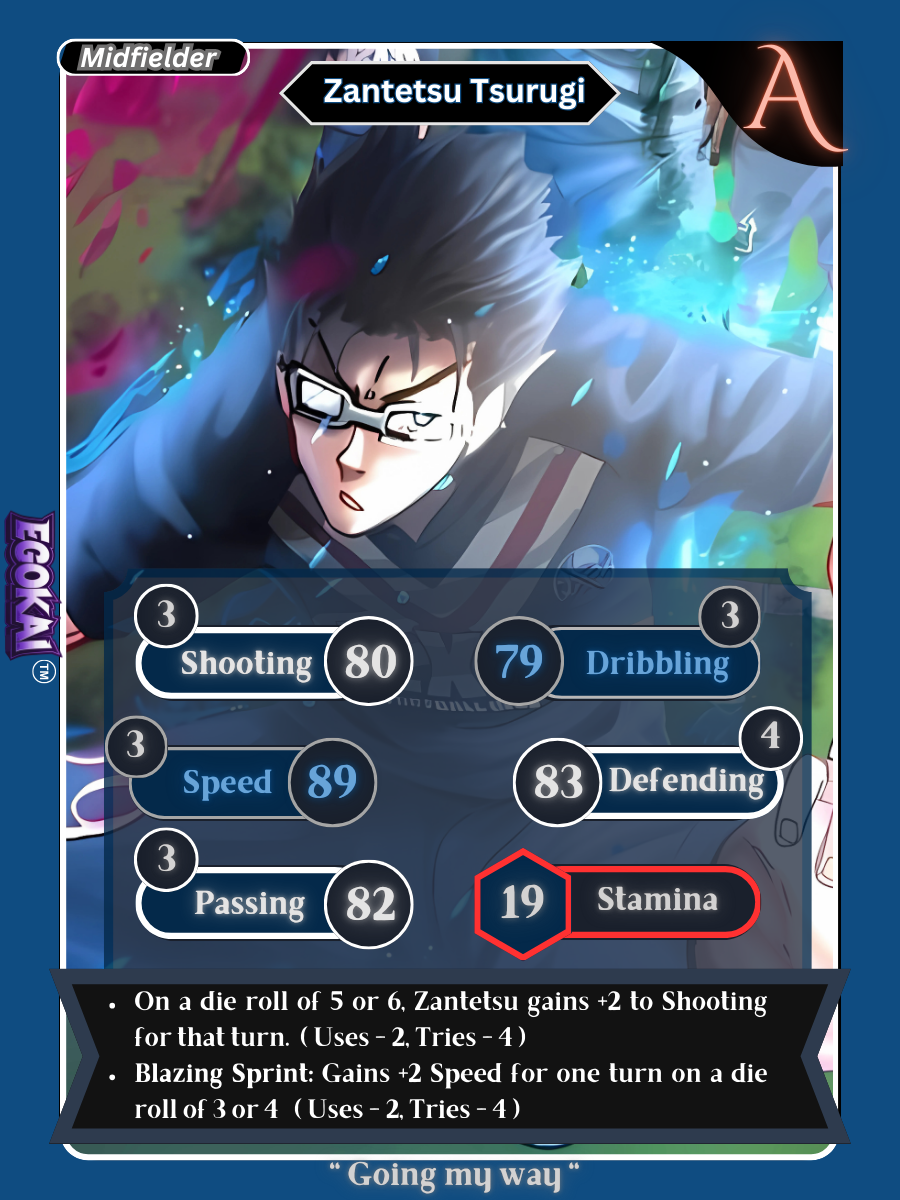 Midfielder
Zantetsu Tsurugi
A
EGOKAI
TM
3
Shooting 80
3
79 Dribbling
3
Speed 89
4
83 Defending
3
Passing 82
19 Stamina
• On a die roll of 5 or 6, Zantetsu gains +2 to Shooting
for that turn. ( Uses - 2, Tries - 4 )
• Blazing Sprint: Gains +2 Speed for one turn on a die
roll of 3 or 4 ( Uses - 2, Tries - 4 )
“ Going my way “